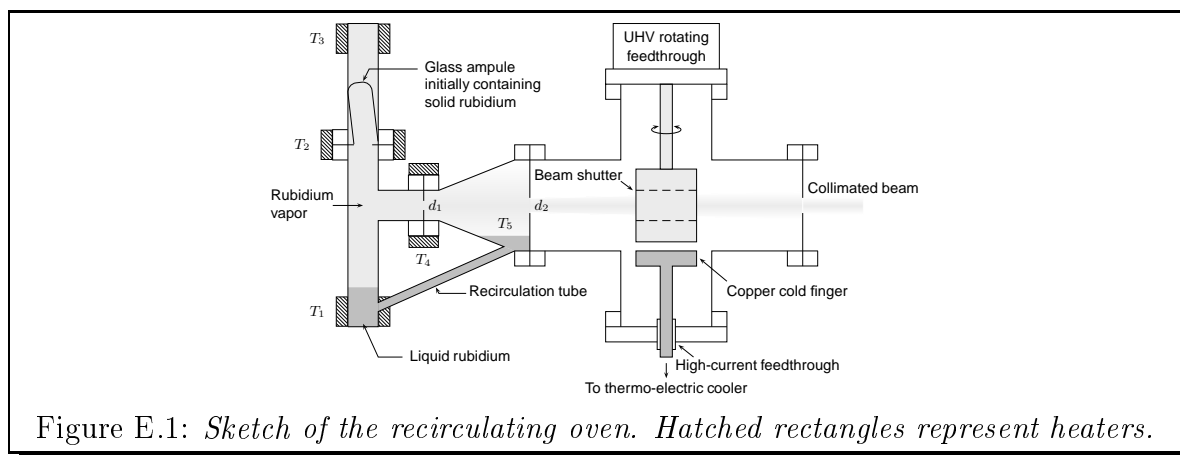 T3
Glass ampule
initially containing
solid rubidium
UHV rotating
feedthrough
T2
Rubidium
vapor
d1
T5
d2
Beam shutter
Collimated beam
T4
T1
Recirculation tube
Copper cold finger
Liquid rubidium
High-current feedthrough
To thermo-electric cooler
Figure E.1: Sketch of the recirculating oven. Hatched rectangles represent heaters.